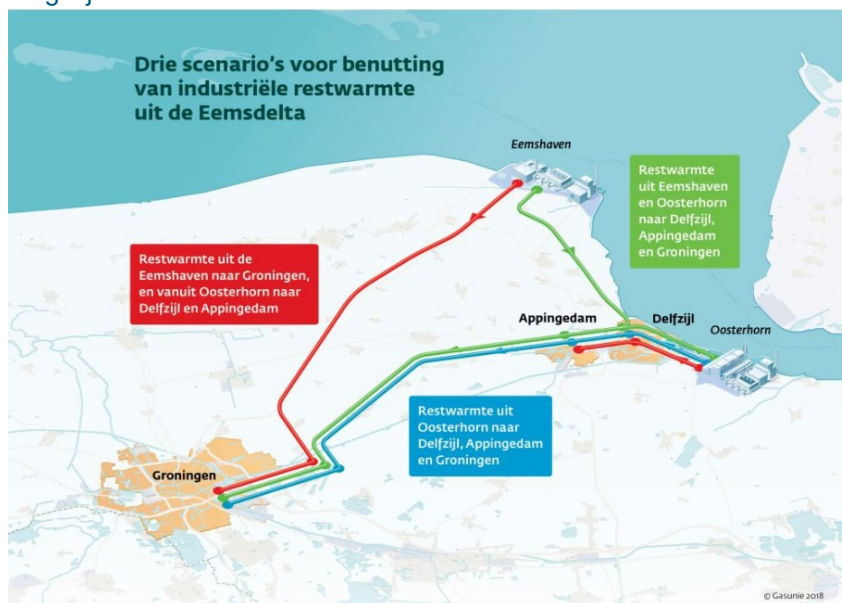 Drie scenario's voor benutting
van industriële restwarmte
uit de Eemsdelta
Eemshaven
Restwarmte
uit Eemshaven
en Oosterhorn
naar Delfzijl,
Appingedam
en Groningen
Restwarmte uit de
Eemshaven naar Groningen,
en vanuit Oosterhorn naar
Delfzijl en Appingedam
Appingedam
Delfzijl
Oosterhorn
Restwarmte uit
Oosterhorn naar
Delfzijl, Appingedam
en Groningen
Groningen
© Gasunie 2018